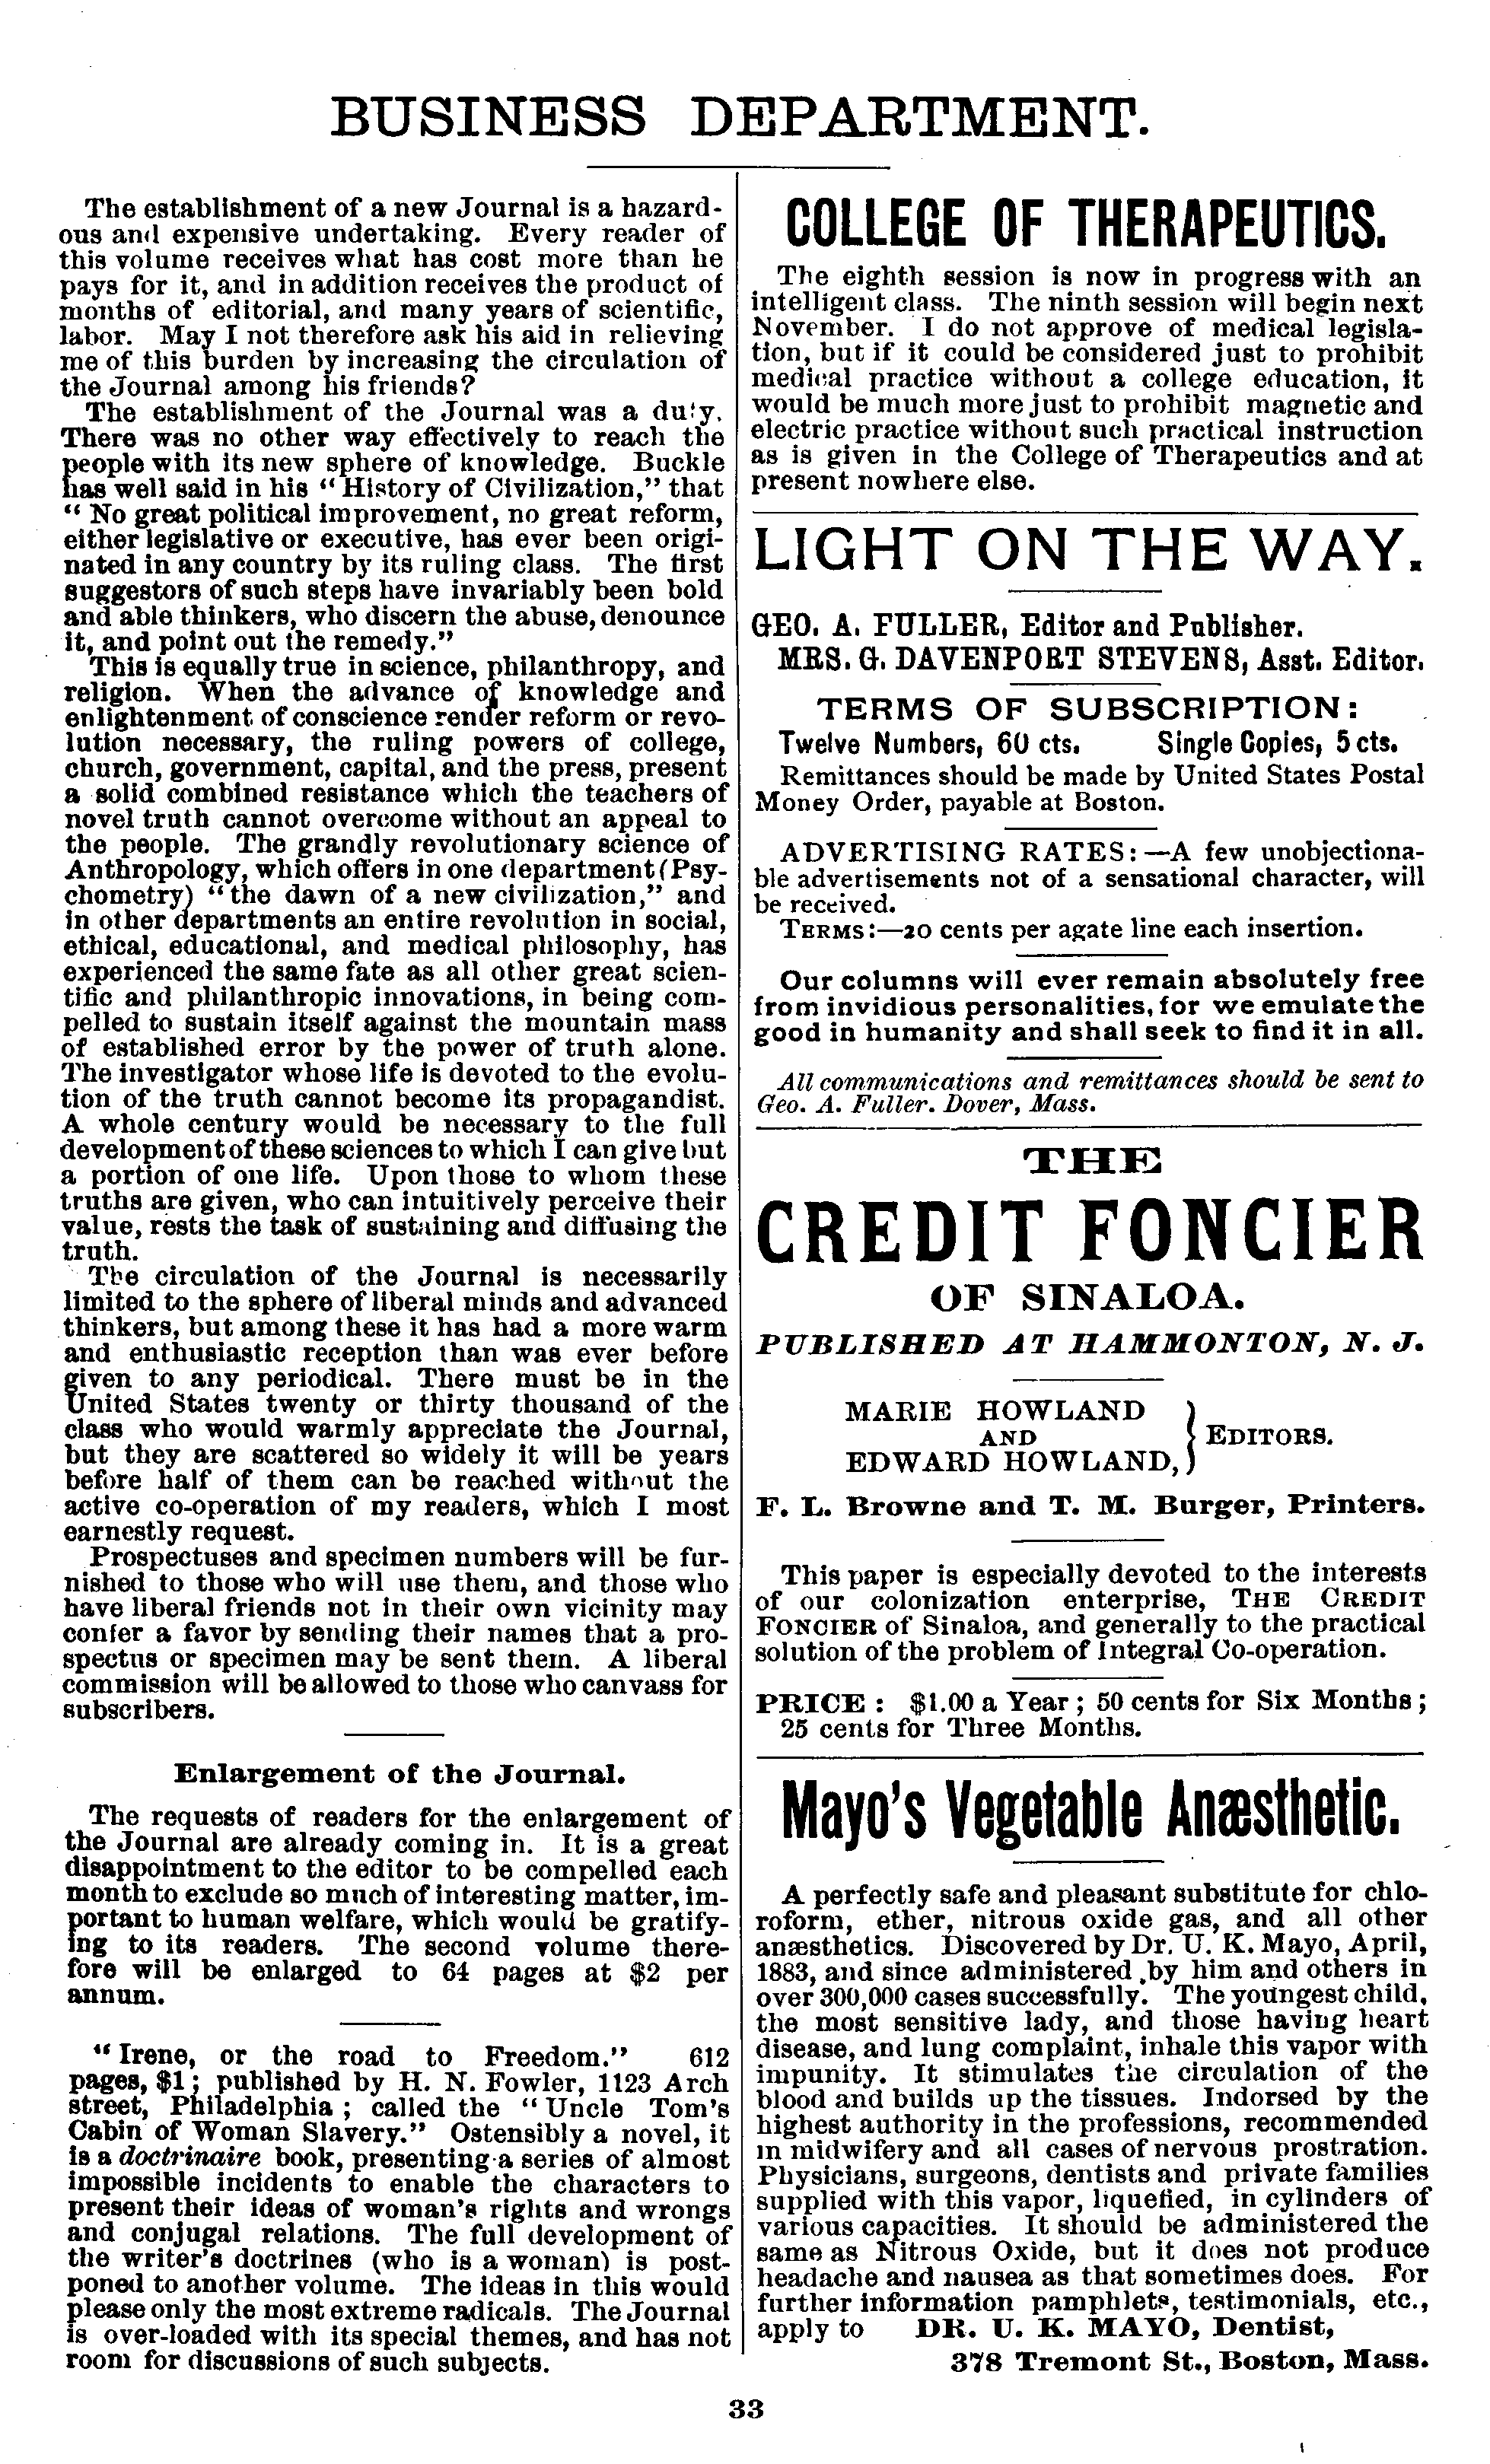 BUSINESS DEPARTMENT.
The establishment of a new Journal is a hazard-
ous and expensive undertaking. Every reader of
this volume receives what has cost more than he
pays for it, and in addition receives the product of
months of editorial, and many years of scientific,
labor. May I not therefore ask his aid in relieving
me of this burden by increasing the circulation of
the Journal among his friends?
The establishment of the Journal was a duty.
There was no other way effectively to reach the
people with its new sphere of knowledge. Buckle
has well said in his “History of Civilization,” that
“No great political improvement, no great reform,
either legislative or executive, has ever been origi-
nated in any country by its ruling class. The first
suggestors of such steps have invariably been bold
and able thinkers, who discern the abuse, denounce
it, and point out the remedy.”
This is equally true in science, philanthropy, and
religion. When the advance of knowledge and
enlightenment of conscience render reform or revo-
lution necessary, the ruling powers of college,
church, government, capital, and the press, present
a solid combined resistance which the teachers of
novel truth cannot overcome without an appeal to
the people. The grandly revolutionary science of
Anthropology, which offers in one department (Psy-
chometry) “the dawn of a new civilization,” and
in other departments an entire revolution in social,
ethical, educational, and medical philosophy, has
experienced the same fate as all other great scien-
tific and philanthropic innovations, in being com-
pelled to sustain itself against the mountain mass
of established error by the power of truth alone.
The investigator whose life is devoted to the evolu-
tion of the truth cannot become its propagandist.
A whole century would be necessary to the full
development of these sciences to which I can give but
a portion of one life. Upon those to whom these
truths are given, who can intuitively perceive their
value, rests the task of sustaining and diffusing the
truth.
The circulation of the Journal is necessarily
limited to the sphere of liberal minds and advanced
thinkers, but among these it has had a more warm
and enthusiastic reception than was ever before
given to any periodical. There must be in the
United States twenty or thirty thousand of the
class who would warmly appreciate the Journal,
but they are scattered so widely it will be years
before half of them can be reached without the
active co-operation of my readers, which I most
earnestly request.
Prospectuses and specimen numbers will be fur-
nished to those who will use them, and those who
have liberal friends not in their own vicinity may
confer a favor by sending their names that a pro-
spectus or specimen may be sent them. A liberal
commission will be allowed to those who canvass for
subscribers.
Enlargement of the Journal.
The requests of readers for the enlargement of
the Journal are already coming in. It is a great
disappointment to the editor to be compelled each
month to exclude so much of interesting matter, im-
portant to human welfare, which would be gratify-
ing to its readers. The second volume there-
fore will be enlarged to 64 pages at $2 per
annum.
“Irene, or the road to Freedom.” 612
pages, $1; published by H. N. Fowler, 1123 Arch
street, Philadelphia; called the “Uncle Tom's
Cabin of Woman Slavery.” Ostensibly a novel, it
is a doctrinaire book, presenting a series of almost
impossible incidents to enable the characters to
present their ideas of woman's rights and wrongs
and conjugal relations. The full development of
the writer's doctrines (who is a woman) is post-
poned to another volume. The ideas in this would
please only the most extreme radicals. The Journal
is over-loaded with its special themes, and has not
room for discussions of such subjects.
COLLEGE OF THERAPEUTICS.
The eighth session is now in progress with an
intelligent class. The ninth session will begin next
November. I do not approve of medical legisla-
tion, but if it could be considered just to prohibit
medical practice without a college education, it
would be much more just to prohibit magnetic and
electric practice without such practical instruction
as is given in the College of Therapeutics and at
present nowhere else.
LIGHT ON THE WAY.
GEO. A. FULLER, Editor and Publisher.
MRS. G. DAVENPORT STEVENS, Asst. Editor.
TERMS OF SUBSCRIPTION:
Twelve Numbers, 60 cts. Single Copies, 5 cts.
Remittances should be made by United States Postal
Money Order, payable at Boston.
ADVERTISING RATES:—A few unobjectiona-
ble advertisements not of a sensational character, will
be received.
TERMS:—20 cents per agate line each insertion.
Our columns will ever remain absolutely free
from invidious personalities, for we emulate the
good in humanity and shall seek to find it in all.
All communications and remittances should be sent to
Geo. A. Fuller. Dover, Mass.
THE
CREDIT FONCIER
OF SINALOA.
PUBLISHED AT HAMMONTON, N. J.
MARIE HOWLAND
AND
EDWARD HOWLAND, } EDITORS.
F. L. Browne and T. M. Burger, Printers.
This paper is especially devoted to the interests
of our colonization enterprise, THE CREDIT
FONCIER of Sinaloa, and generally to the practical
solution of the problem of Integral Co-operation.
PRICE: $1.00 a Year; 50 cents for Six Months;
25 cents for Three Months.
Mayo's Vegetable Anæsthetic.
A perfectly safe and pleasant substitute for chlo-
roform, ether, nitrous oxide gas, and all other
anæsthetics. Discovered by Dr. U. K. Mayo, April,
1883, and since administered by him and others in
over 300,000 cases successfully. The youngest child,
the most sensitive lady, and those having heart
disease, and lung complaint, inhale this vapor with
impunity. It stimulates the circulation of the
blood and builds up the tissues. Indorsed by the
highest authority in the professions, recommended
in midwifery and all cases of nervous prostration.
Physicians, surgeons, dentists and private families
supplied with this vapor, liquefied, in cylinders of
various capacities. It should be administered the
same as Nitrous Oxide, but it does not produce
headache and nausea as that sometimes does. For
further information pamphlets, testimonials, etc.,
apply to DR. U. K. MAYO, Dentist,
378 Tremont St., Boston, Mass.
33